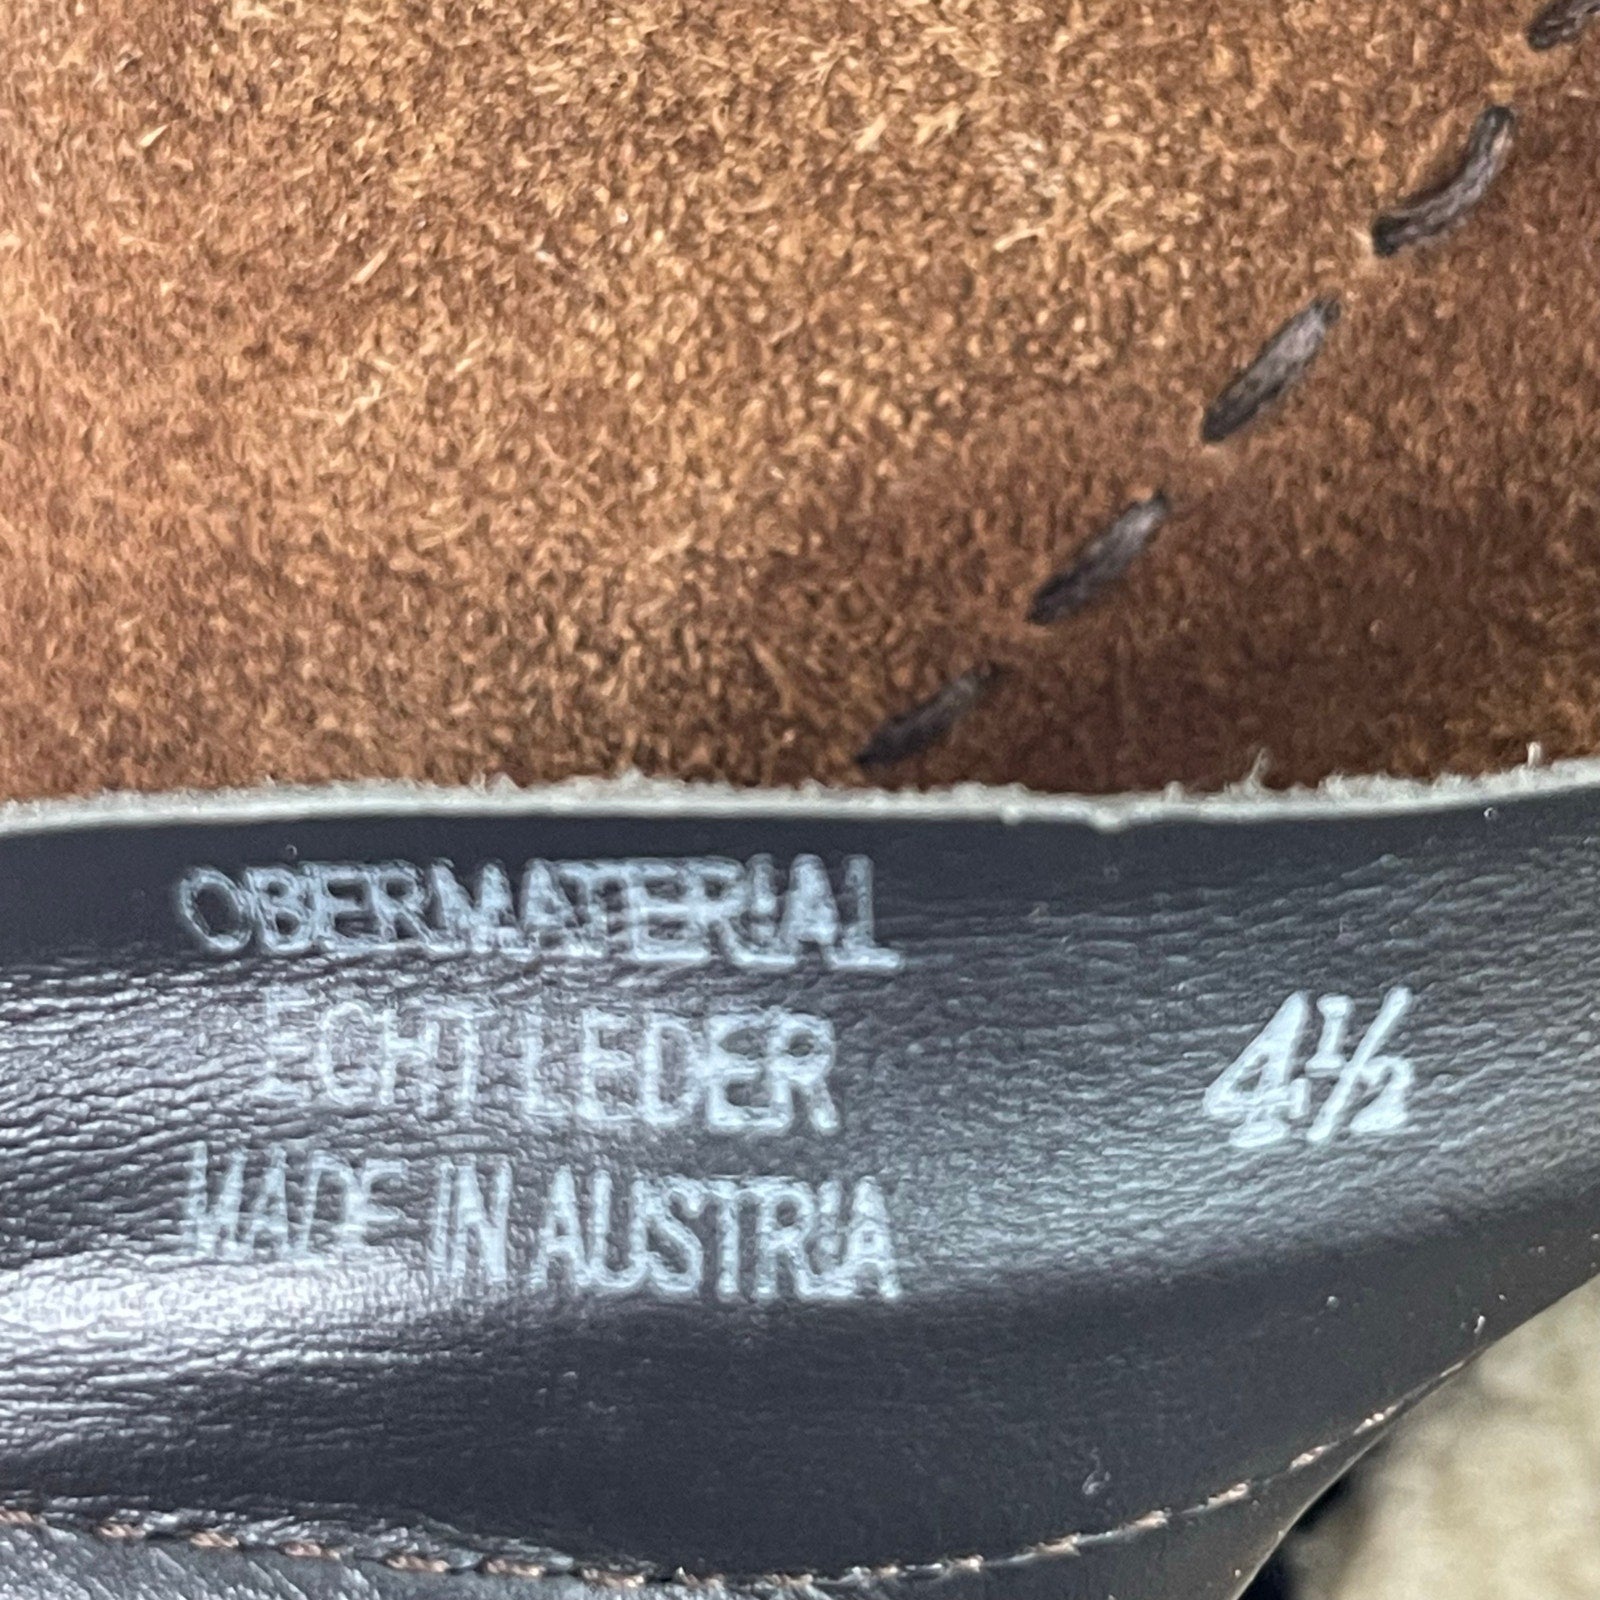 OBERMATERIAL
ECHT LEDER
4½
MADE IN AUSTRIA